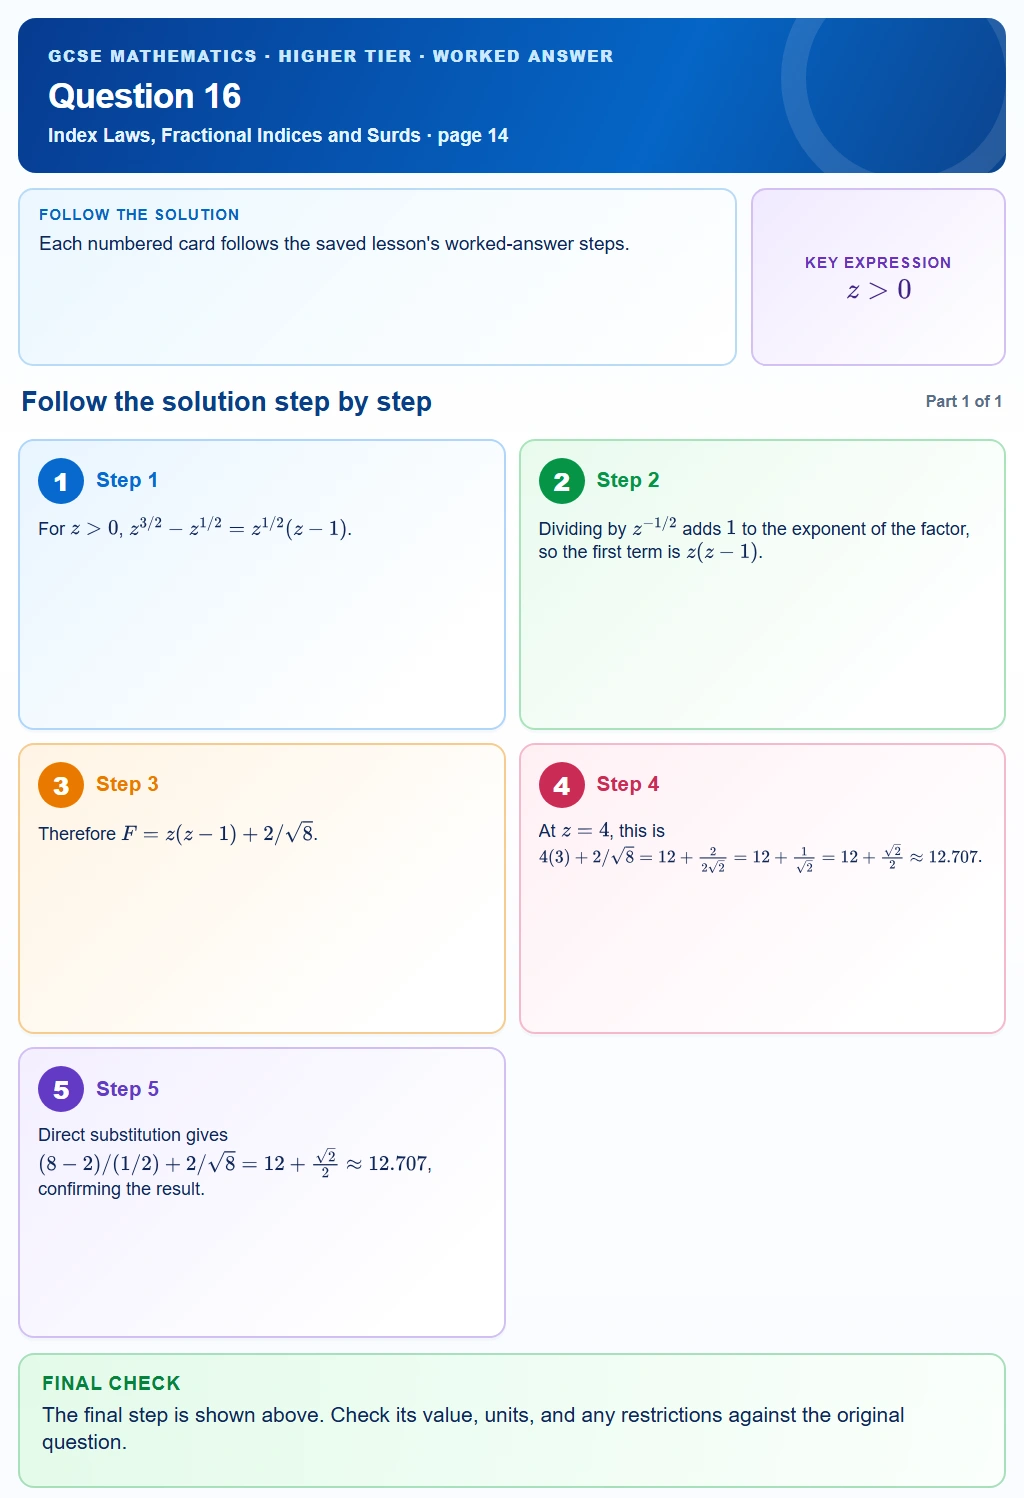 GCSE MATHEMATICS · HIGHER TIER · WORKED ANSWER
Question 16
Index Laws, Fractional Indices and Surds · page 14
FOLLOW THE SOLUTION
Each numbered card follows the saved lesson's worked-answer steps.
KEY EXPRESSION
z > 0
Follow the solution step by step
Part 1 of 1
1 Step 1
For z > 0, z^{3/2} − z^{1/2} = z^{1/2}(z − 1).
2 Step 2
Dividing by z^{−1/2} adds 1 to the exponent of the factor,
so the first term is z(z − 1).
3 Step 3
Therefore F = z(z − 1) + 2/√8.
4 Step 4
At z = 4, this is
4(3) + 2/√8 = 12 + \frac{2}{2√2} = 12 + \frac{1}{√2} = 12 + \frac{√2}{2} ≈ 12.707.
5 Step 5
Direct substitution gives
(8 − 2)/(1/2) + 2/√8 = 12 + \frac{√2}{2} ≈ 12.707,
confirming the result.
FINAL CHECK
The final step is shown above. Check its value, units, and any restrictions against the original
question.